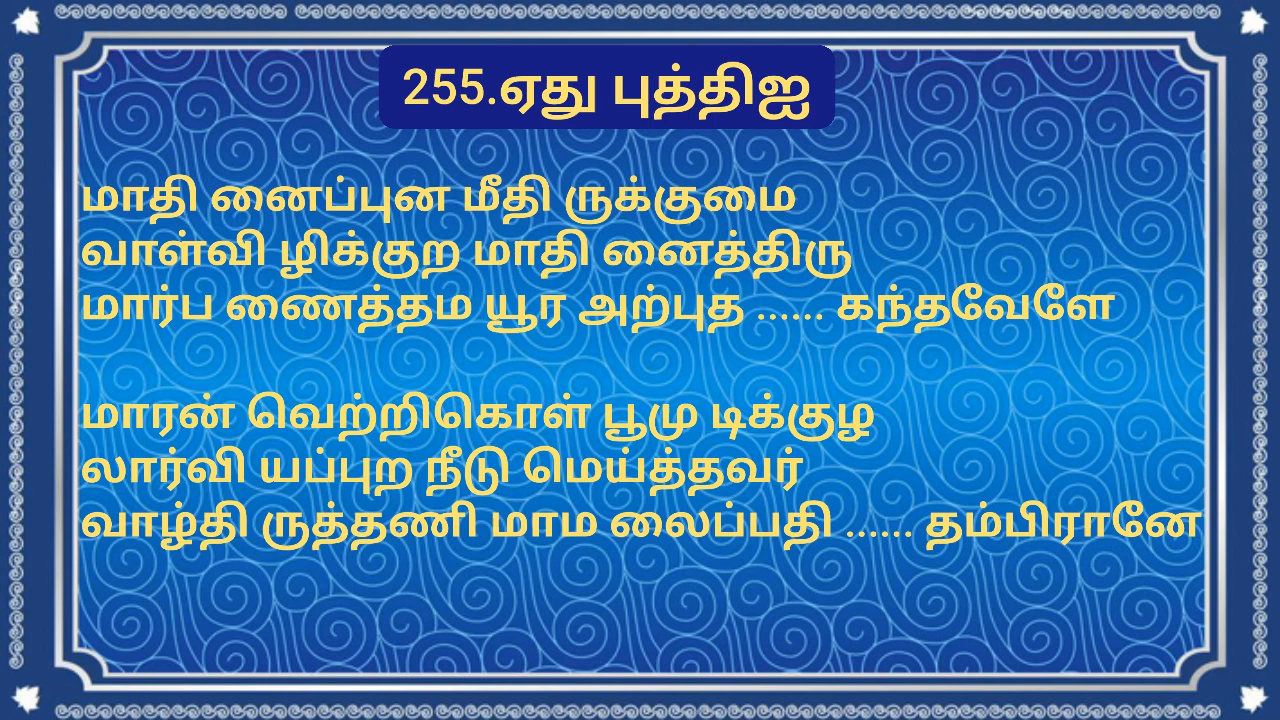 255.ஏது புத்திஐ
மாதி னைப்புன மீதி ருக்குமை
வாள்வி ழிக்குற மாதி னைத்திரு
மார்ப ணைத்தம யூர அற்புத ...... கந்தவேளே
மாரன் வெற்றிகொள் பூமு டிக்குழ
லார்வி யப்புற நீடு மெய்த்தவர்
வாழ்தி ருத்தணி மாம லைப்பதி ...... தம்பிரானே